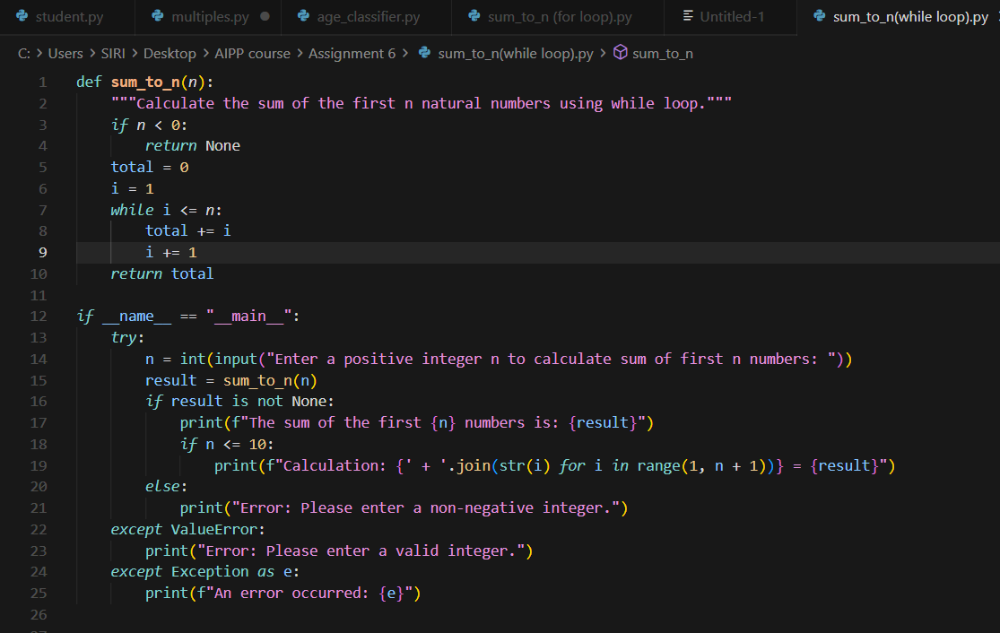 student.py multiples.py age_classifier.py sum_to_n (for loop).py Untitled-1 sum_to_n(while loop).py
C: > Users > SIRI > Desktop > AIPP course > Assignment 6 > sum_to_n(while loop).py > sum_to_n
1 def sum_to_n(n):
2     """Calculate the sum of the first n natural numbers using while loop."""
3     if n < 0:
4         return None
5     total = 0
6     i = 1
7     while i <= n:
8         total += i
9         i += 1
10     return total
11
12 if __name__ == "__main__":
13     try:
14         n = int(input("Enter a positive integer n to calculate sum of first n numbers: "))
15         result = sum_to_n(n)
16         if result is not None:
17             print(f"The sum of the first {n} numbers is: {result}")
18             if n <= 10:
19                 print(f"Calculation: {' + '.join(str(i) for i in range(1, n + 1))} = {result}")
20         else:
21             print("Error: Please enter a non-negative integer.")
22     except ValueError:
23         print("Error: Please enter a valid integer.")
24     except Exception as e:
25         print(f"An error occurred: {e}")
26